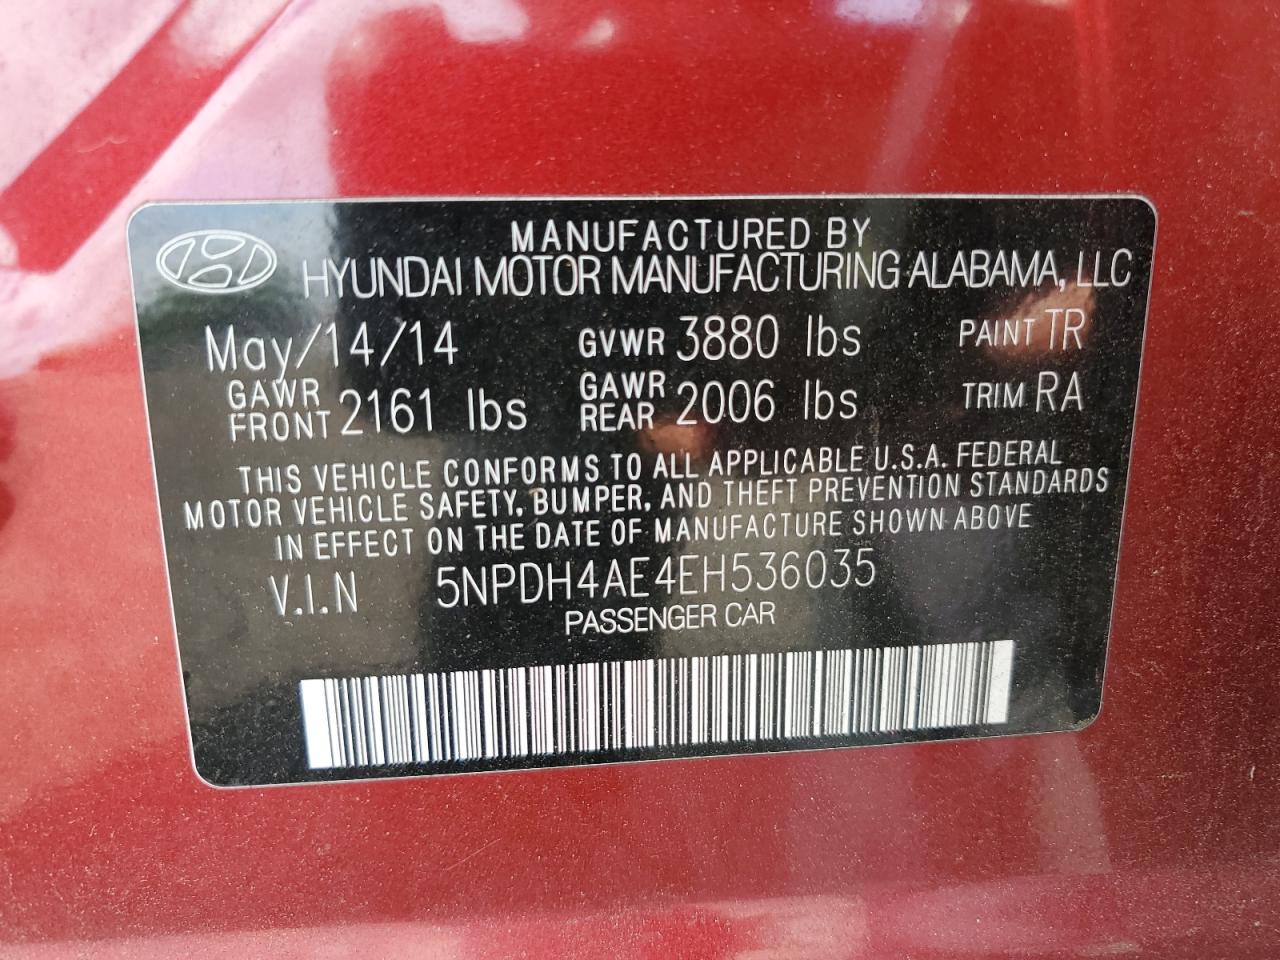 MANUFACTURED BY
HYUNDAI MOTOR MANUFACTURING ALABAMA, LLC
May/14/14 GVWR 3880 lbs PAINT TR
GAWR FRONT 2161 lbs GAWR REAR 2006 lbs TRIM RA
THIS VEHICLE CONFORMS TO ALL APPLICABLE U.S.A. FEDERAL
MOTOR VEHICLE SAFETY, BUMPER, AND THEFT PREVENTION STANDARDS
IN EFFECT ON THE DATE OF MANUFACTURE SHOWN ABOVE
V.I.N 5NPDH4AE4EH536035
PASSENGER CAR